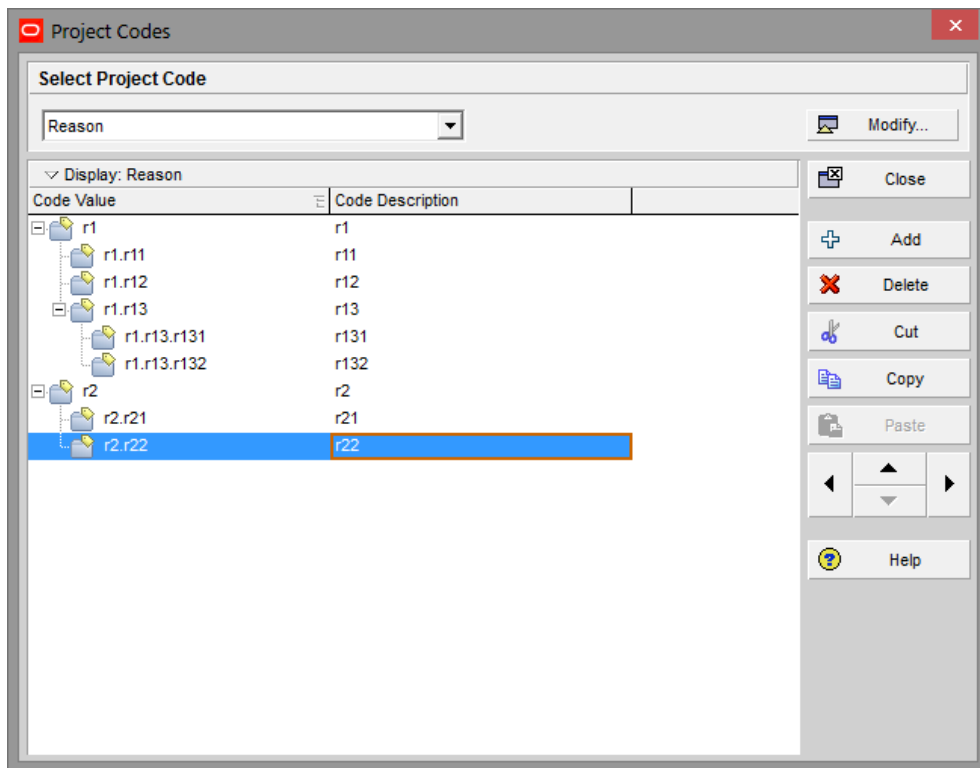 Project Codes
Select Project Code
Reason
Modify...
Display: Reason
Close
Code Value Code Description
r1 r1
Add
r1.r11 r11
r1.r12 r12
Delete
r1.r13 r13
r1.r13.r131 r131
Cut
r1.r13.r132 r132
Copy
r2 r2
r2.r21 r21
Paste
r2.r22 r22
Help